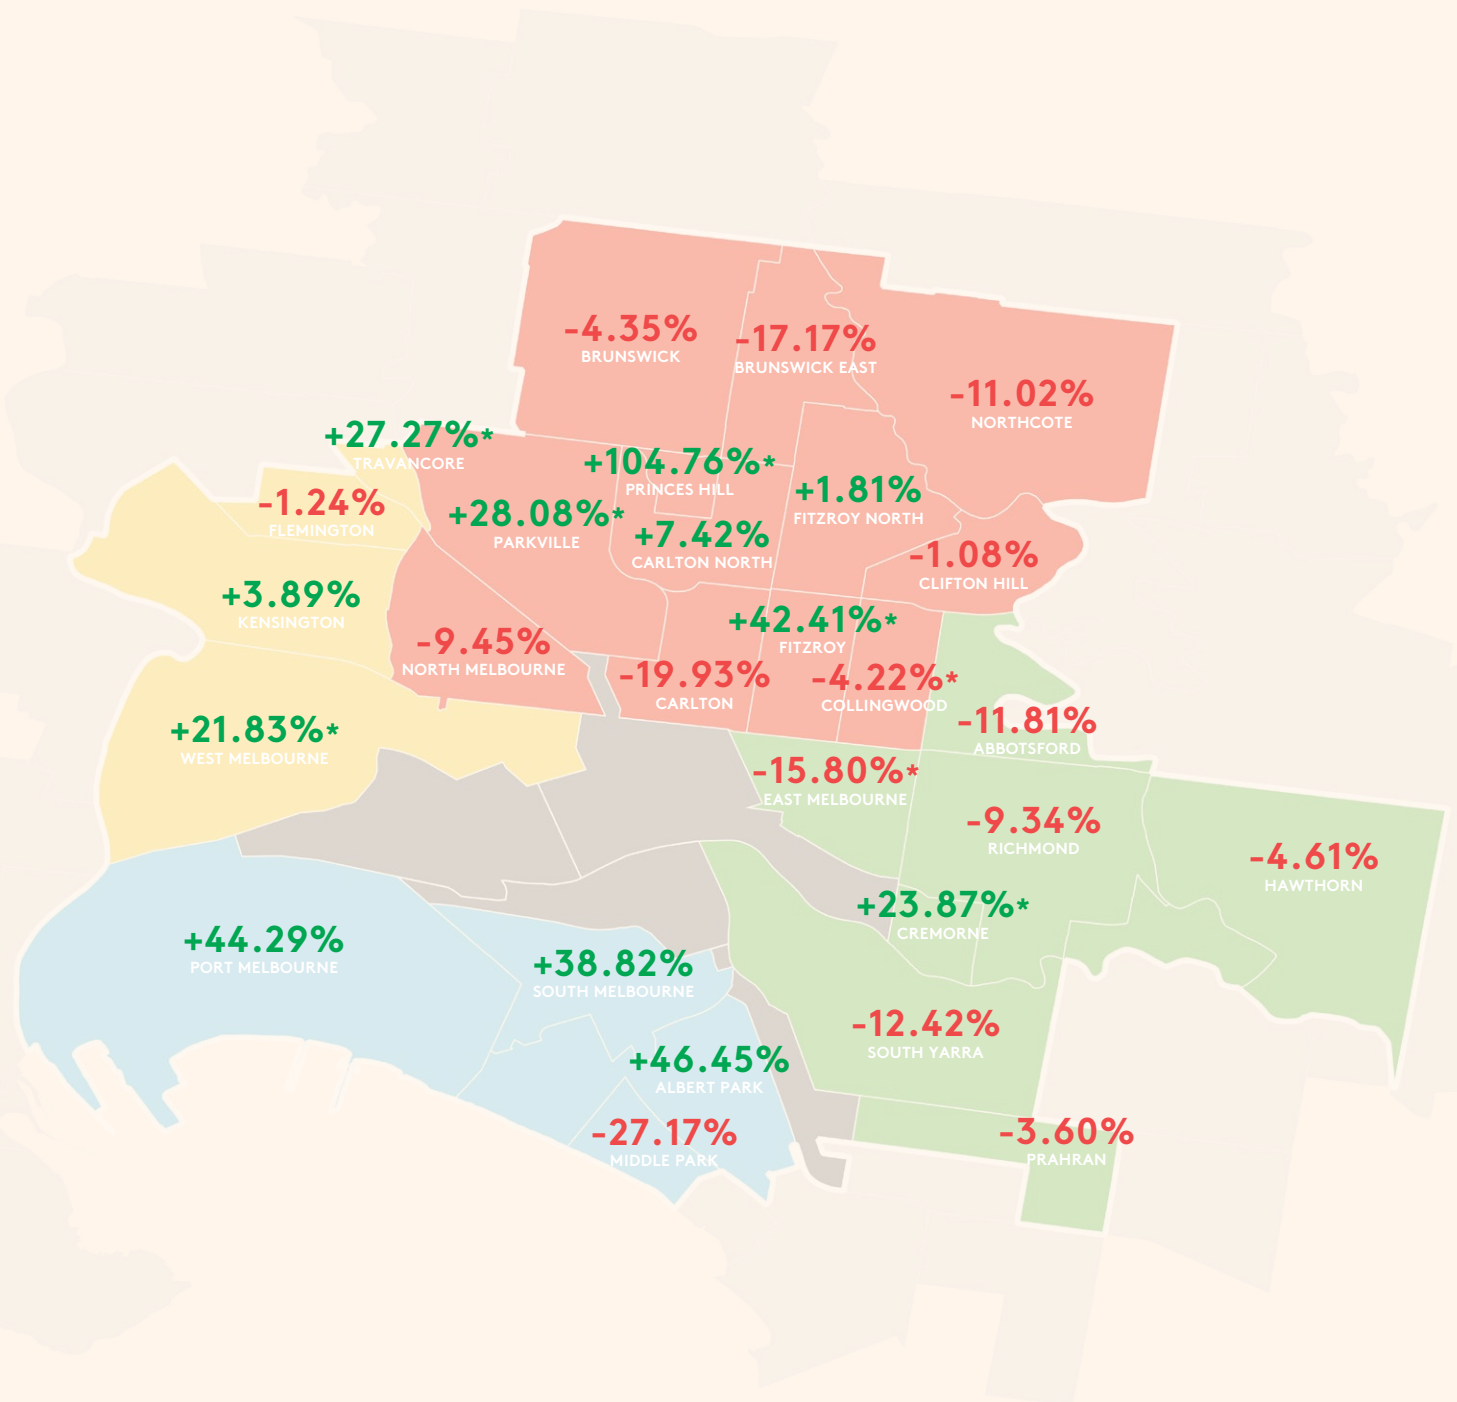 -4.35%
BRUNSWICK
-17.17%
BRUNSWICK EAST
-11.02%
NORTHCOTE
+27.27%*
TRAVANCORE
+104.76%*
PRINCES HILL
-1.24%
FLEMINGTON
+28.08%*
PARKVILLE
+1.81%
FITZROY NORTH
+7.42%
CARLTON NORTH
-1.08%
CLIFTON HILL
+3.89%
KENSINGTON
+42.41%*
FITZROY
-9.45%
NORTH MELBOURNE
-19.93%
CARLTON
-4.22%*
COLLINGWOOD
+21.83%*
WEST MELBOURNE
-11.81%
ABBOTSFORD
-15.80%*
EAST MELBOURNE
-9.34%
RICHMOND
-4.61%
HAWTHORN
+23.87%*
CREMORNE
+44.29%
PORT MELBOURNE
+38.82%
SOUTH MELBOURNE
-12.42%
SOUTH YARRA
+46.45%
ALBERT PARK
-27.17%
MIDDLE PARK
-3.60%
PRAHRAN